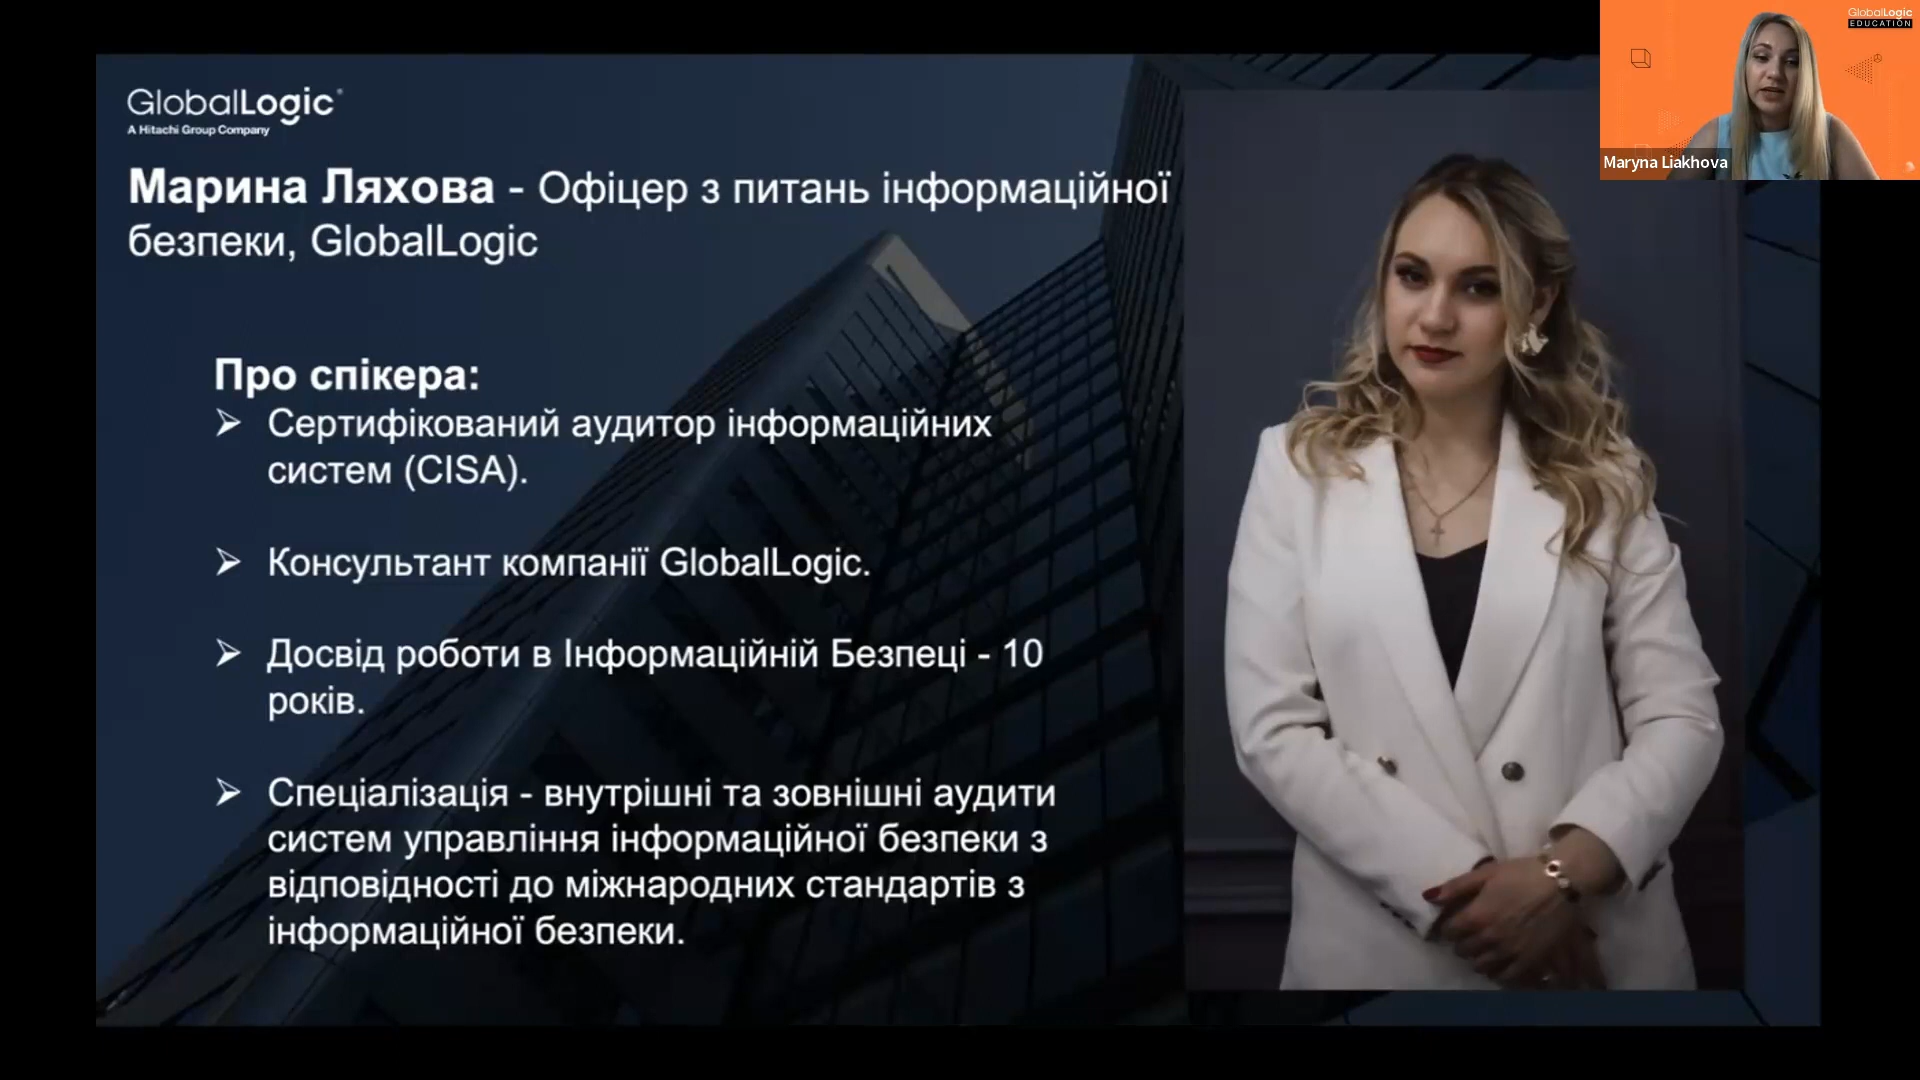 GlobalLogic
A Hitachi Group Company
Марина Ляхова - Офіцер з питань інформаційної
безпеки, GlobalLogic
Про спікера:
➢ Сертифікований аудитор інформаційних
систем (CISA).
➢ Консультант компанії GlobalLogic.
➢ Досвід роботи в Інформаційній Безпеці - 10
років.
➢ Спеціалізація - внутрішні та зовнішні аудити
систем управління інформаційної безпеки з
відповідності до міжнародних стандартів з
інформаційної безпеки.
GlobalLogic
EDUCATION
Maryna Liakhova